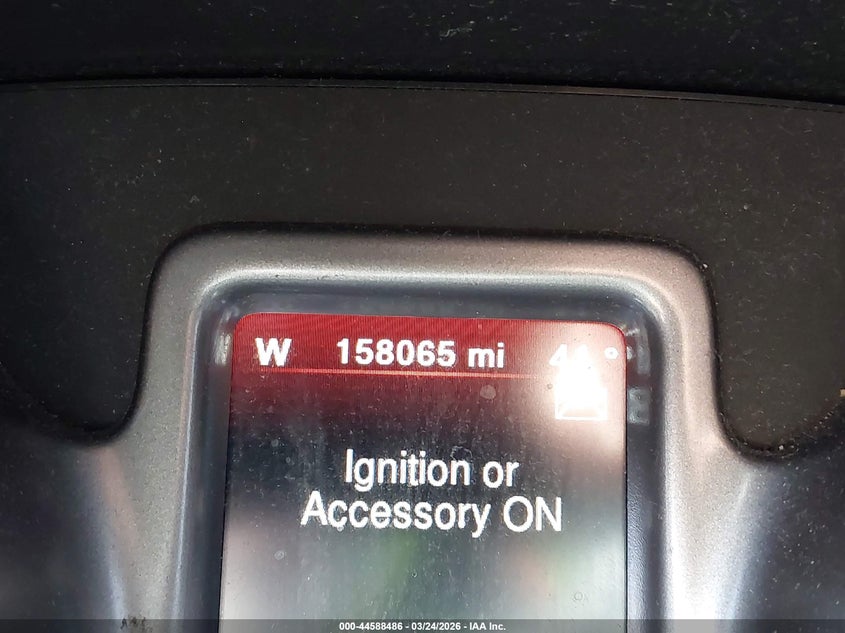 W 158065 mi
Ignition or
Accessory ON
000-44588486 - 03/24/2026 - IAA Inc.